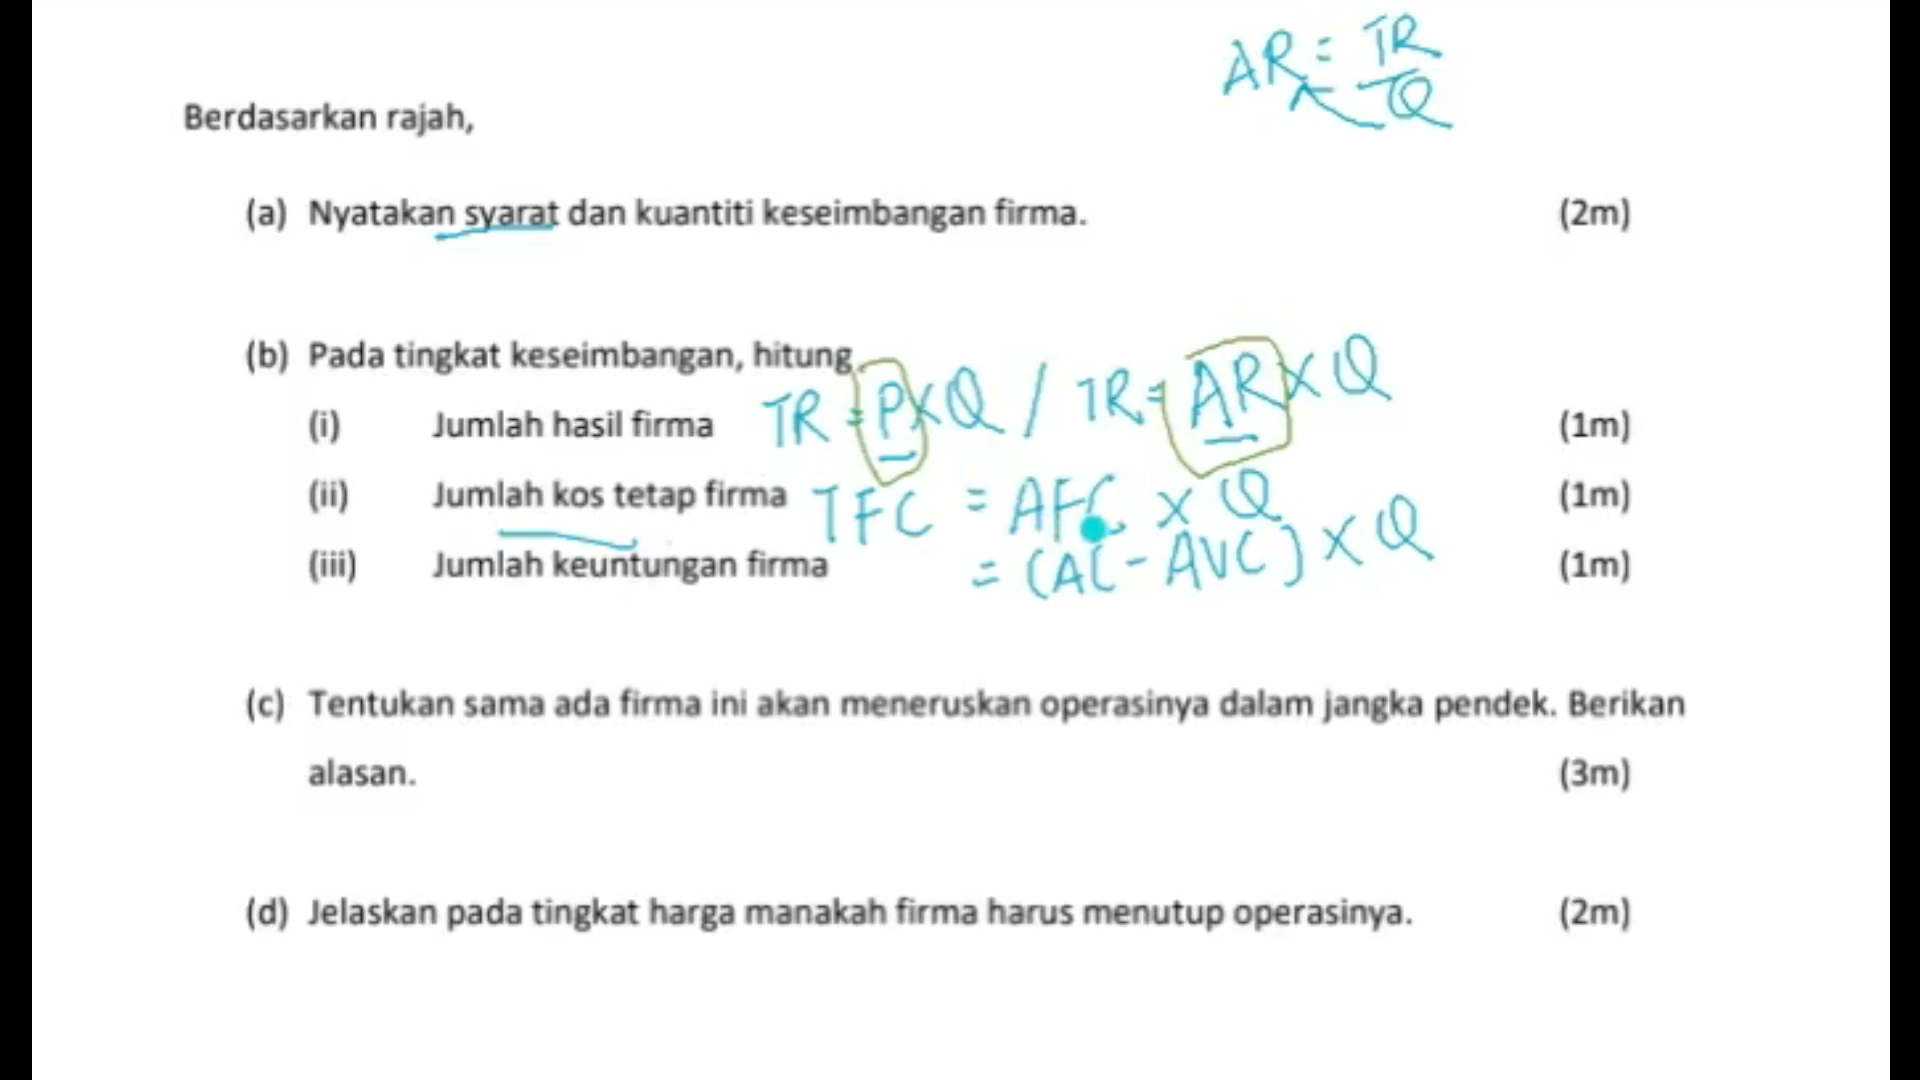 AR = TR / TQ
Berdasarkan rajah,
(a) Nyatakan syarat dan kuantiti keseimbangan firma. (2m)
(b) Pada tingkat keseimbangan, hitung
(i) Jumlah hasil firma TR = P x Q / TR = AR x Q (1m)
(ii) Jumlah kos tetap firma TFC = AFC x Q (1m)
(iii) Jumlah keuntungan firma = (AC - AVC) x Q (1m)
(c) Tentukan sama ada firma ini akan meneruskan operasinya dalam jangka pendek. Berikan
alasan. (3m)
(d) Jelaskan pada tingkat harga manakah firma harus menutup operasinya. (2m)